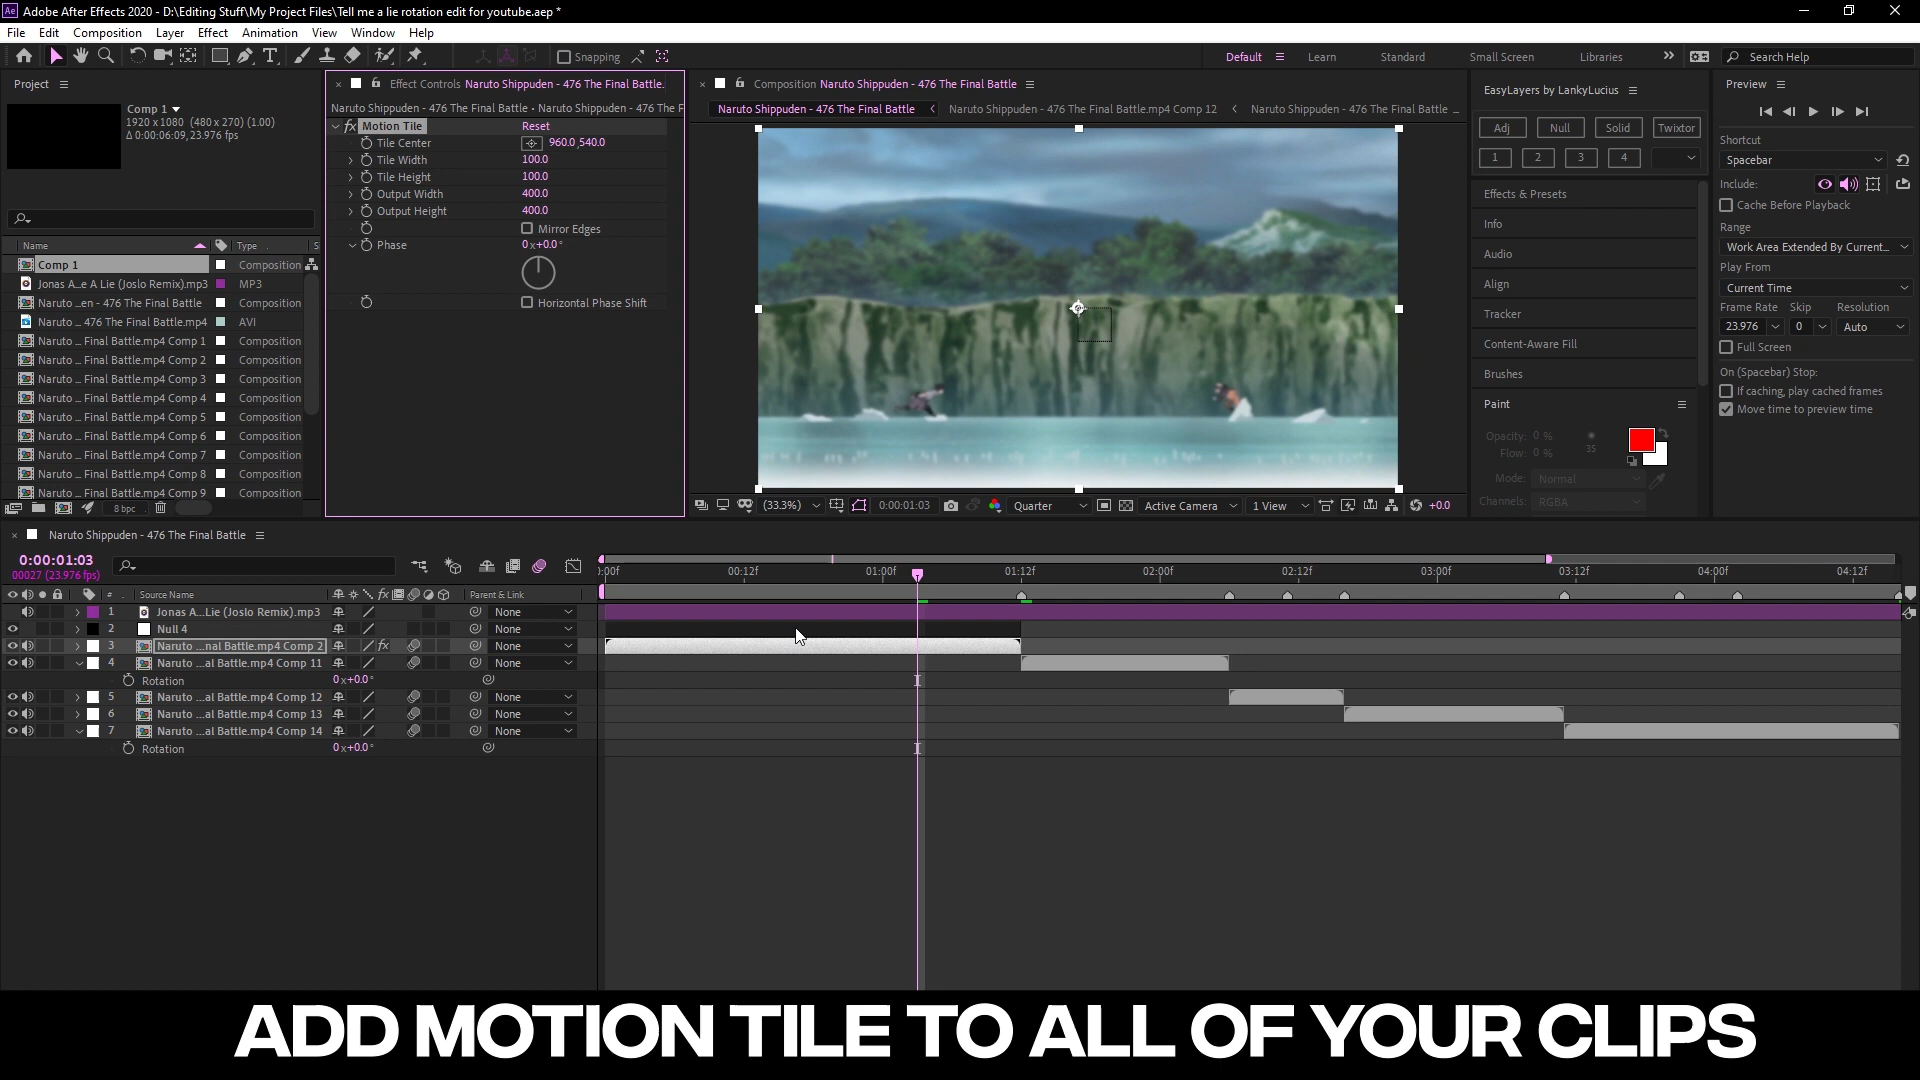 Adobe After Effects 2020 - D:\Editing Stuff\My Project Files\Tell me a lie rotation edit for youtube.aep *
File Edit Composition Layer Effect Animation View Window Help
Snapping
Default Learn Standard Small Screen Libraries Search Help
Project
Comp 1
1920 x 1080 (480 x 270) (1.00)
Δ 0:00:06:09, 23.976 fps
Name Type S
Comp 1 Composition
Jonas A...e A Lie (Joslo Remix).mp3 MP3
Naruto ...en - 476 The Final Battle Composition
Naruto ... 476 The Final Battle.mp4 AVI
Naruto ... Final Battle.mp4 Comp 1 Composition
Naruto ... Final Battle.mp4 Comp 2 Composition
Naruto ... Final Battle.mp4 Comp 3 Composition
Naruto ... Final Battle.mp4 Comp 4 Composition
Naruto ... Final Battle.mp4 Comp 5 Composition
Naruto ... Final Battle.mp4 Comp 6 Composition
Naruto ... Final Battle.mp4 Comp 7 Composition
Naruto ... Final Battle.mp4 Comp 8 Composition
Naruto ... Final Battle.mp4 Comp 9 Composition
8 bpc
Effect Controls Naruto Shippuden - 476 The Final Battle.
Naruto Shippuden - 476 The Final Battle • Naruto Shippuden - 476 The F
fx Motion Tile Reset
Tile Center 960.0,540.0
Tile Width 100.0
Tile Height 100.0
Output Width 400.0
Output Height 400.0
Mirror Edges
Phase 0x+0.0°
Horizontal Phase Shift
Composition Naruto Shippuden - 476 The Final Battle
Naruto Shippuden - 476 The Final Battle Naruto Shippuden - 476 The Final Battle.mp4 Comp 12 Naruto Shippuden - 476 The Final Battle ...
(33.3%) 0:00:01:03 Quarter Active Camera 1 View +0.0
EasyLayers by LankyLucius
Adj Null Solid Twixtor
1 2 3 4
Effects & Presets
Info
Audio
Align
Tracker
Content-Aware Fill
Brushes
Paint
Opacity: 0 %
Flow: 0 %
35
Mode: Normal
Channels: RGBA
Preview
Shortcut
Spacebar
Include:
Cache Before Playback
Range
Work Area Extended By Current...
Play From
Current Time
Frame Rate Skip Resolution
23.976 0 Auto
Full Screen
On (Spacebar) Stop:
If caching, play cached frames
Move time to preview time
Naruto Shippuden - 476 The Final Battle
0:00:01:03
00027 (23.976 fps)
):00f 00:12f 01:00f 01:12f 02:00f 02:12f 03:00f 03:12f 04:00f 04:12f
# Source Name fx Parent & Link
1 Jonas A...Lie (Joslo Remix).mp3 None
2 Null 4 None
3 Naruto ...nal Battle.mp4 Comp 2 fx None
4 Naruto ...al Battle.mp4 Comp 11 None
Rotation 0x+0.0°
5 Naruto ...al Battle.mp4 Comp 12 None
6 Naruto ...al Battle.mp4 Comp 13 None
7 Naruto ...al Battle.mp4 Comp 14 None
Rotation 0x+0.0°
ADD MOTION TILE TO ALL OF YOUR CLIPS